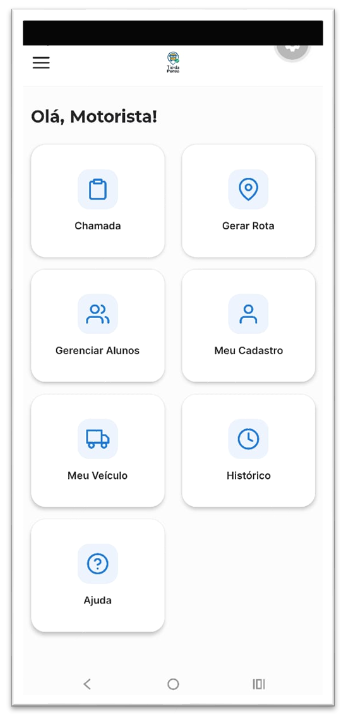 Olá, Motorista!
Chamada
Gerar Rota
Gerenciar Alunos
Meu Cadastro
Meu Veículo
Histórico
Ajuda